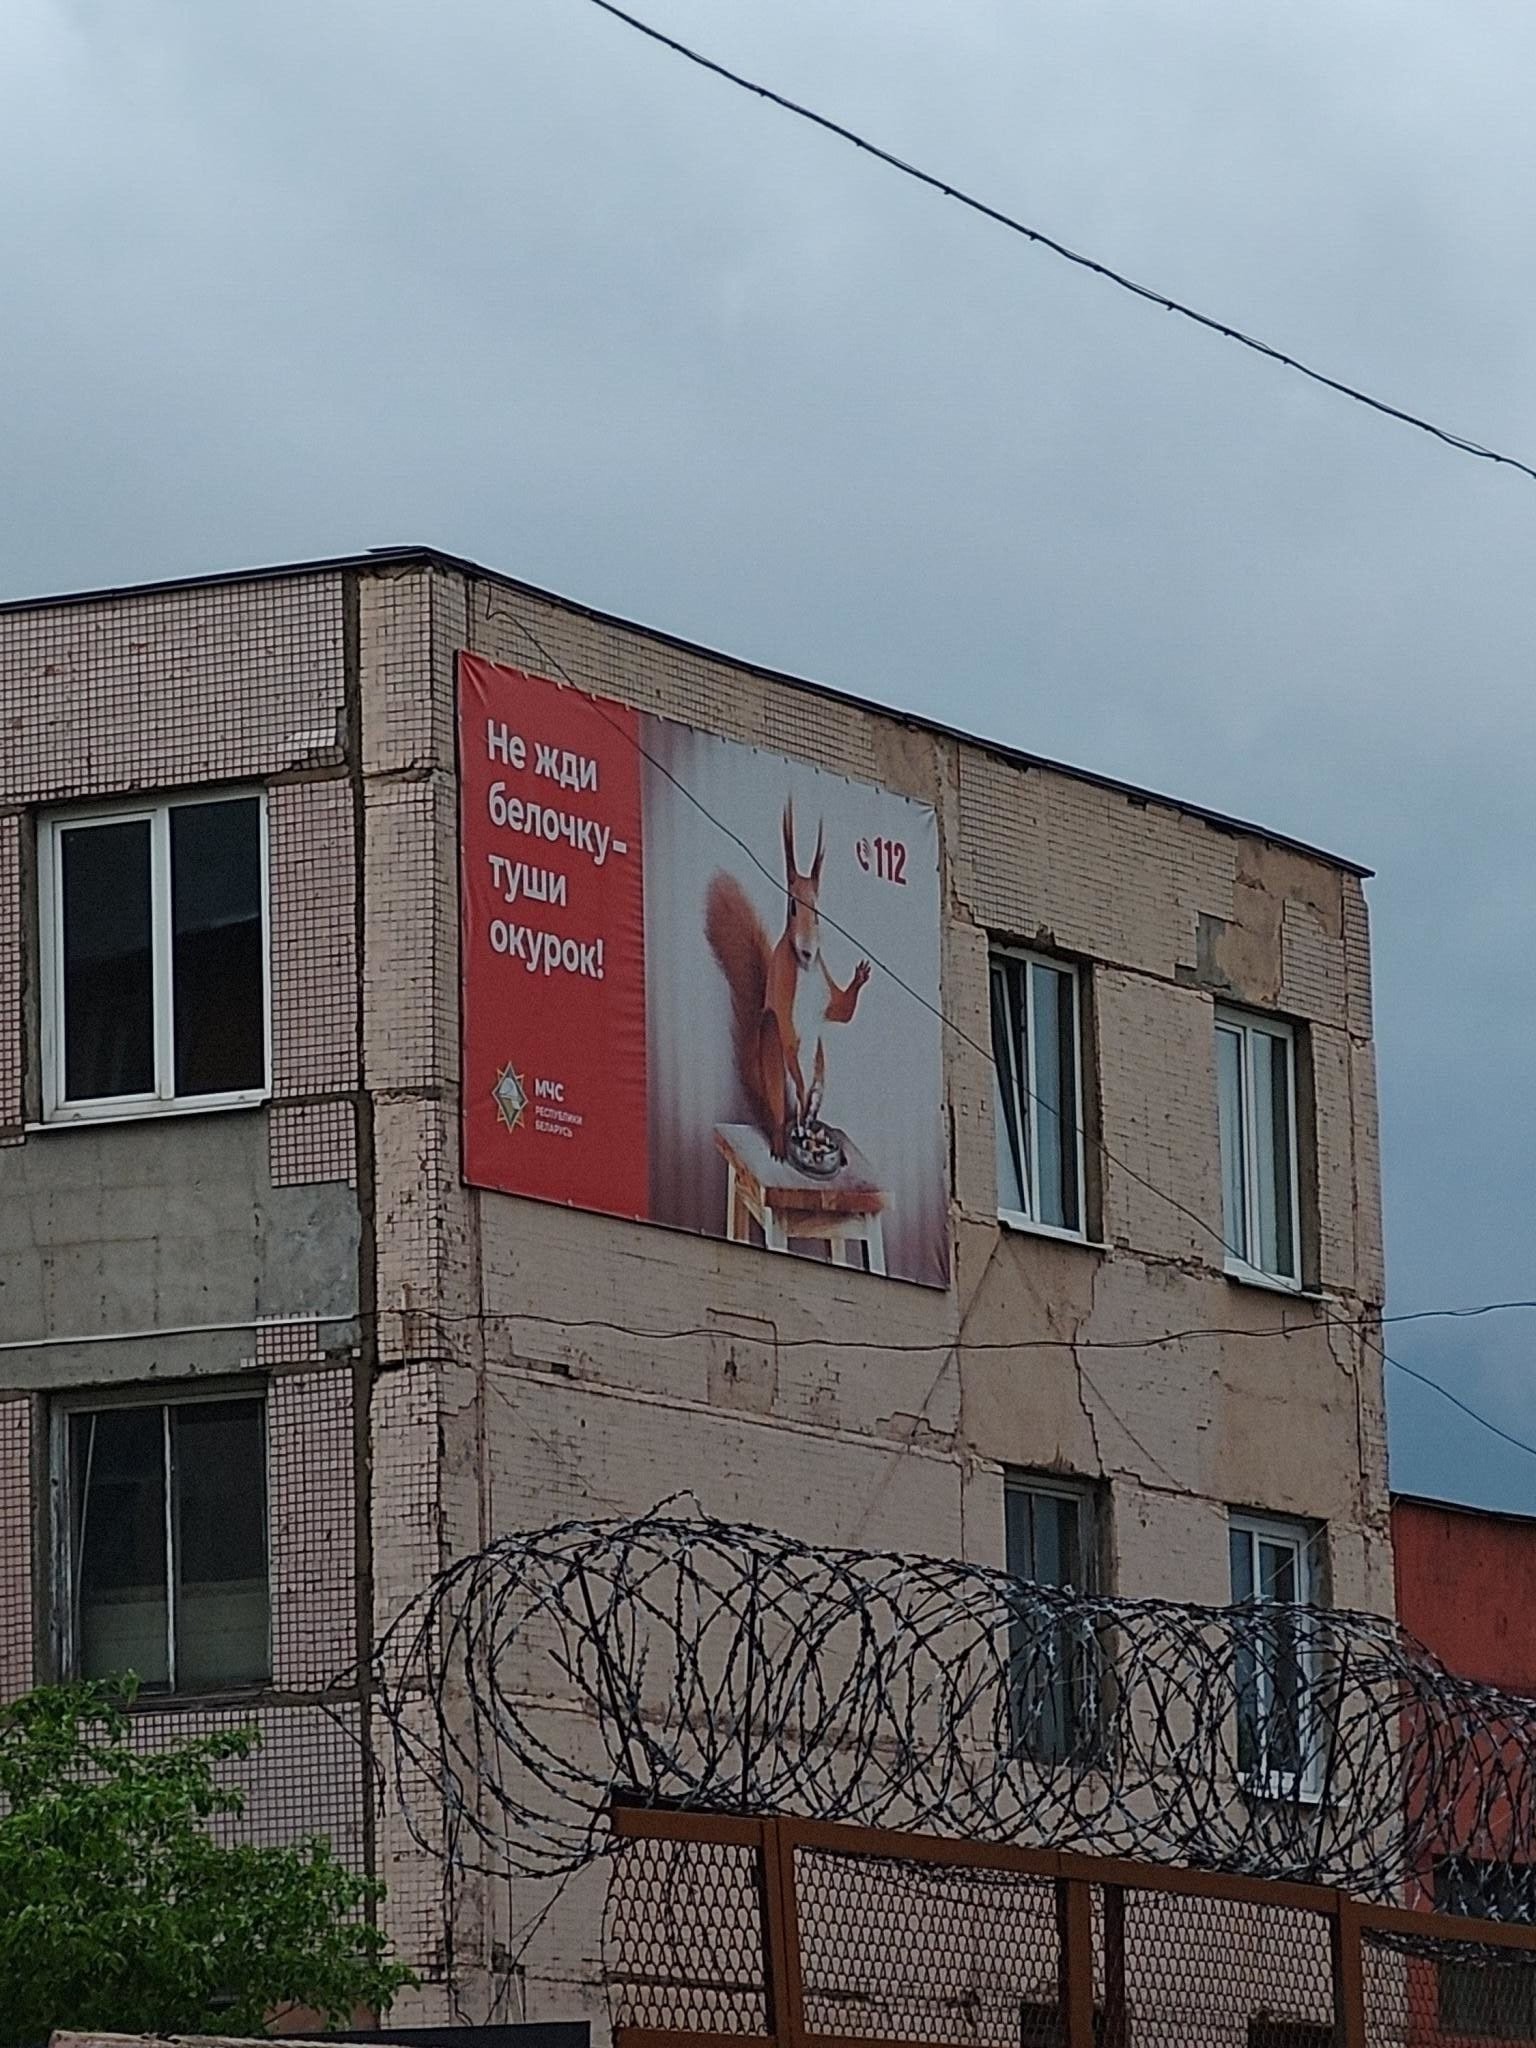 Не жди
белочку-
туши
окурок!
112
МЧС
РЕСПУБЛИКИ
БЕЛАРУСЬ